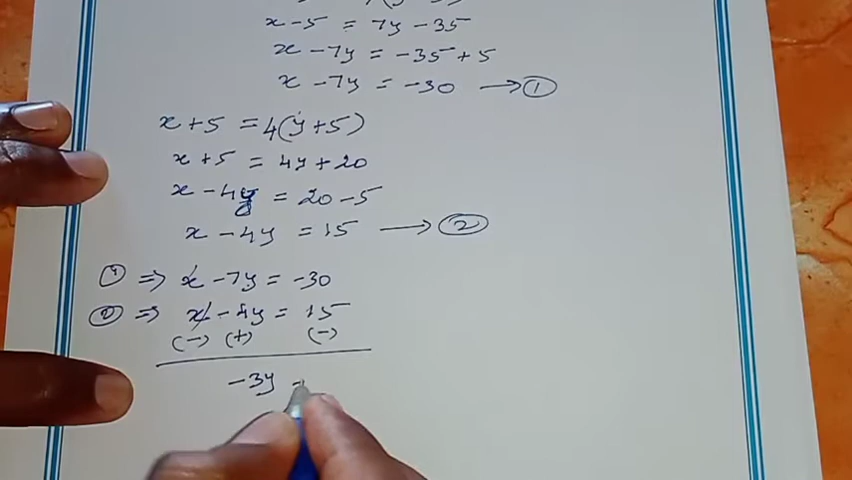 x - 5 = 7y - 35
x - 7y = -35 + 5
x - 7y = -30 → ①
x + 5 = 4(y + 5)
x + 5 = 4y + 20
x - 4y = 20 - 5
x - 4y = 15 → ②
① ⇒ x - 7y = -30
② ⇒ x - 4y = 15
(-) (+) (-)
-3y =